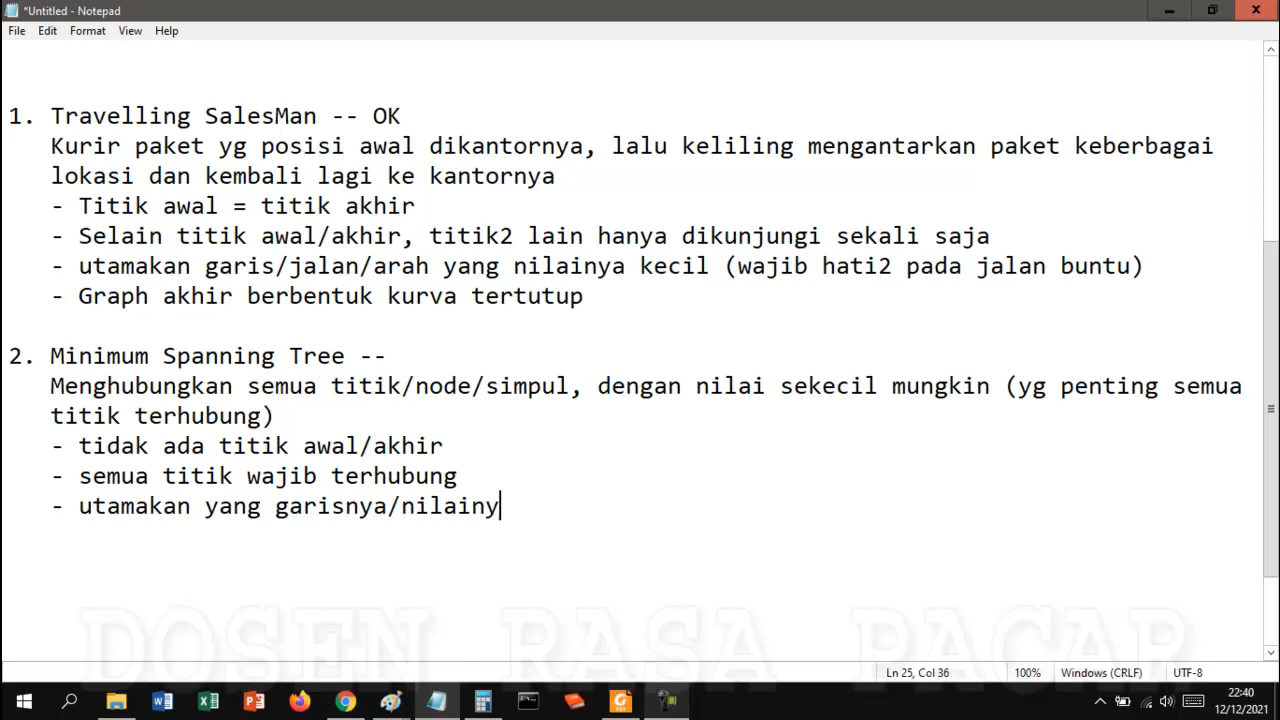 *Untitled - Notepad
File Edit Format View Help
1. Travelling SalesMan -- OK
Kurir paket yg posisi awal dikantornya, lalu keliling mengantarkan paket keberbagai
lokasi dan kembali lagi ke kantornya
- Titik awal = titik akhir
- Selain titik awal/akhir, titik2 lain hanya dikunjungi sekali saja
- utamakan garis/jalan/arah yang nilainya kecil (wajib hati2 pada jalan buntu)
- Graph akhir berbentuk kurva tertutup
2. Minimum Spanning Tree --
Menghubungkan semua titik/node/simpul, dengan nilai sekecil mungkin (yg penting semua
titik terhubung)
- tidak ada titik awal/akhir
- semua titik wajib terhubung
- utamakan yang garisnya/nilainy
DOSEN RASA PACAR
Ln 25, Col 36 100% Windows (CRLF) UTF-8
22:40
12/12/2021